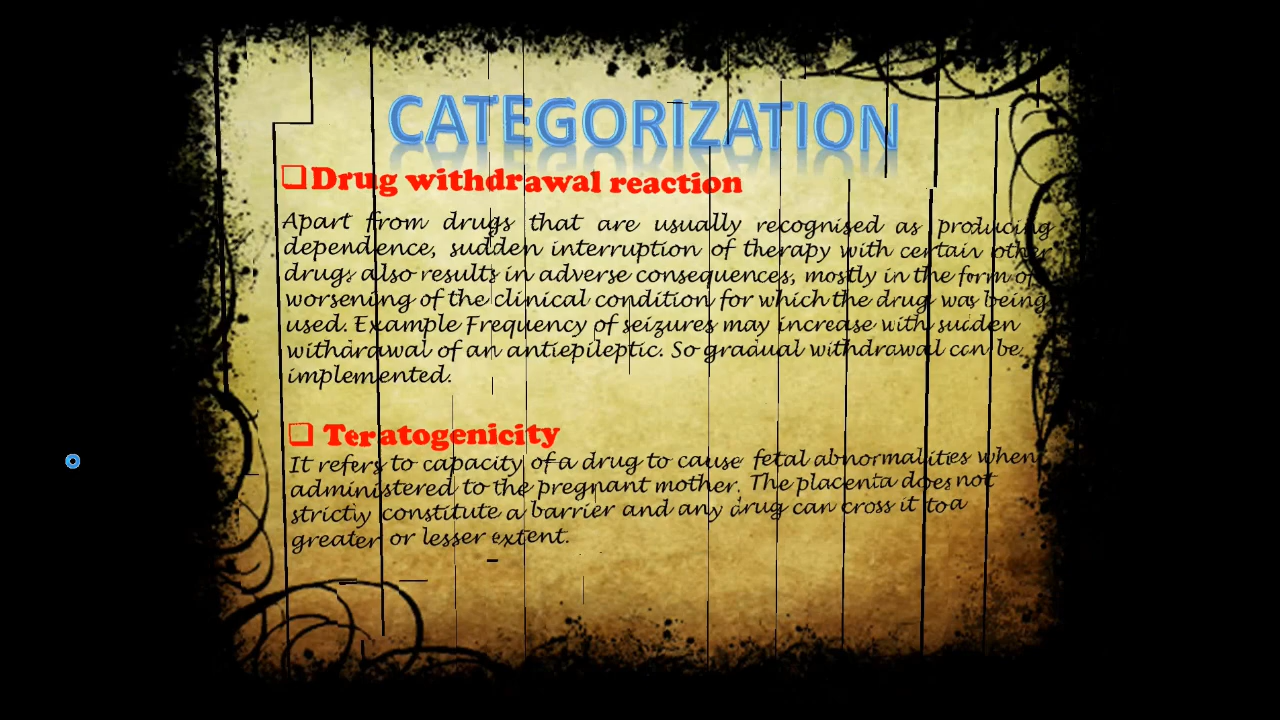 CATEGORIZATION
Drug withdrawal reaction
Apart from drugs that are usually recognised as producing
dependence, sudden interruption of therapy with certain other
drugs also results in adverse consequences, mostly in the form of
worsening of the clinical condition for which the drug was being
used. Example Frequency of seizures may increase with sudden
withdrawal of an antiepileptic. So gradual withdrawal can be
implemented.
Teratogenicity
It refers to capacity of a drug to cause fetal abnormalities when
administered to the pregnant mother. The placenta does not
strictly constitute a barrier and any drug can cross it to a
greater or lesser extent.